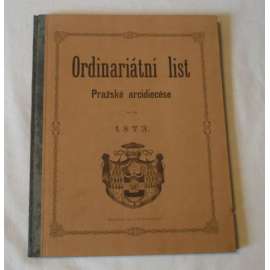 Ordinariátní list
Pražské arcidiecése
1873.